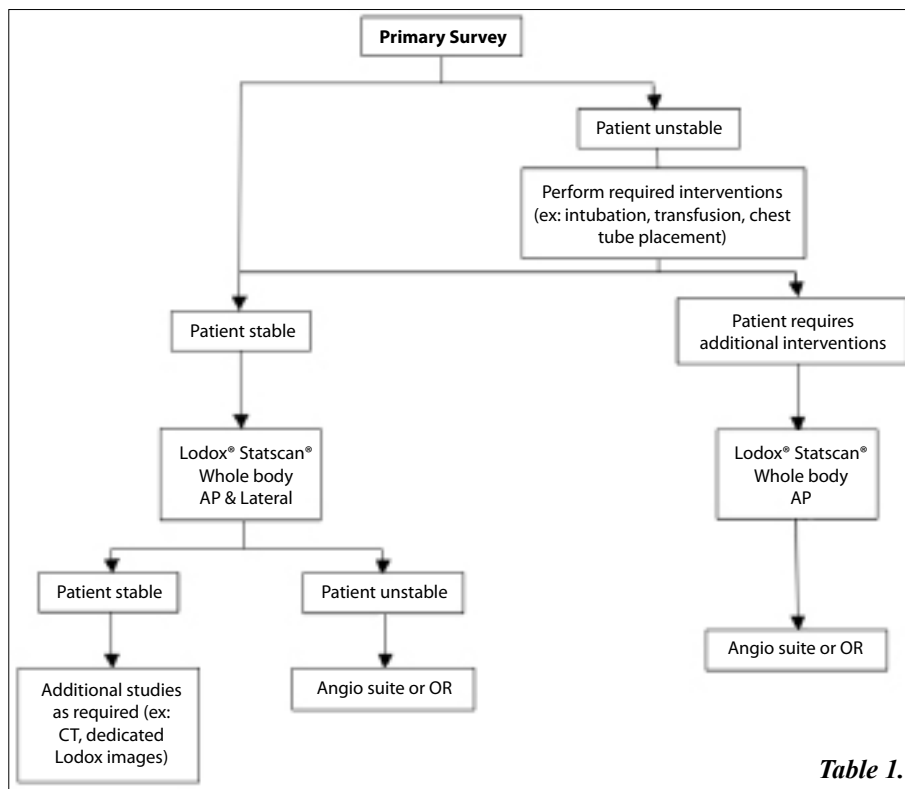 Primary Survey
Patient unstable
Perform required interventions
(ex: intubation, transfusion, chest
tube placement)
Patient stable
Patient requires
additional interventions
Lodox® Statscan®
Whole body
AP & Lateral
Lodox® Statscan®
Whole body
AP
Patient stable
Patient unstable
Angio suite or OR
Additional studies
as required (ex:
CT, dedicated
Lodox images)
Angio suite or OR
Table 1.